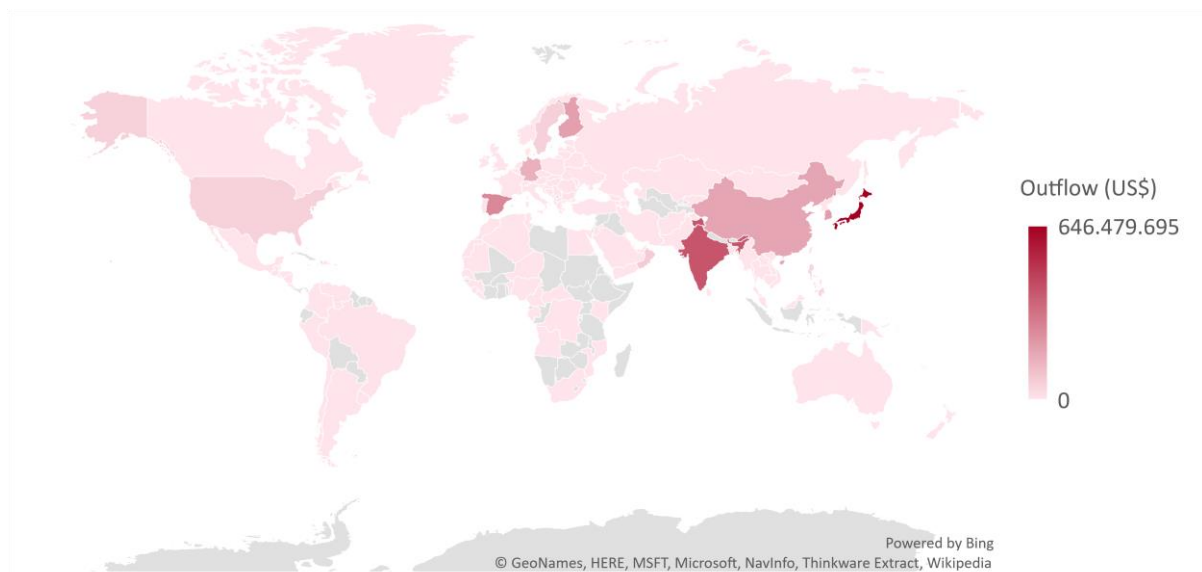 Outflow (US$)
646.479.695
0
Powered by Bing
© GeoNames, HERE, MSFT, Microsoft, NavInfo, Thinkware Extract, Wikipedia